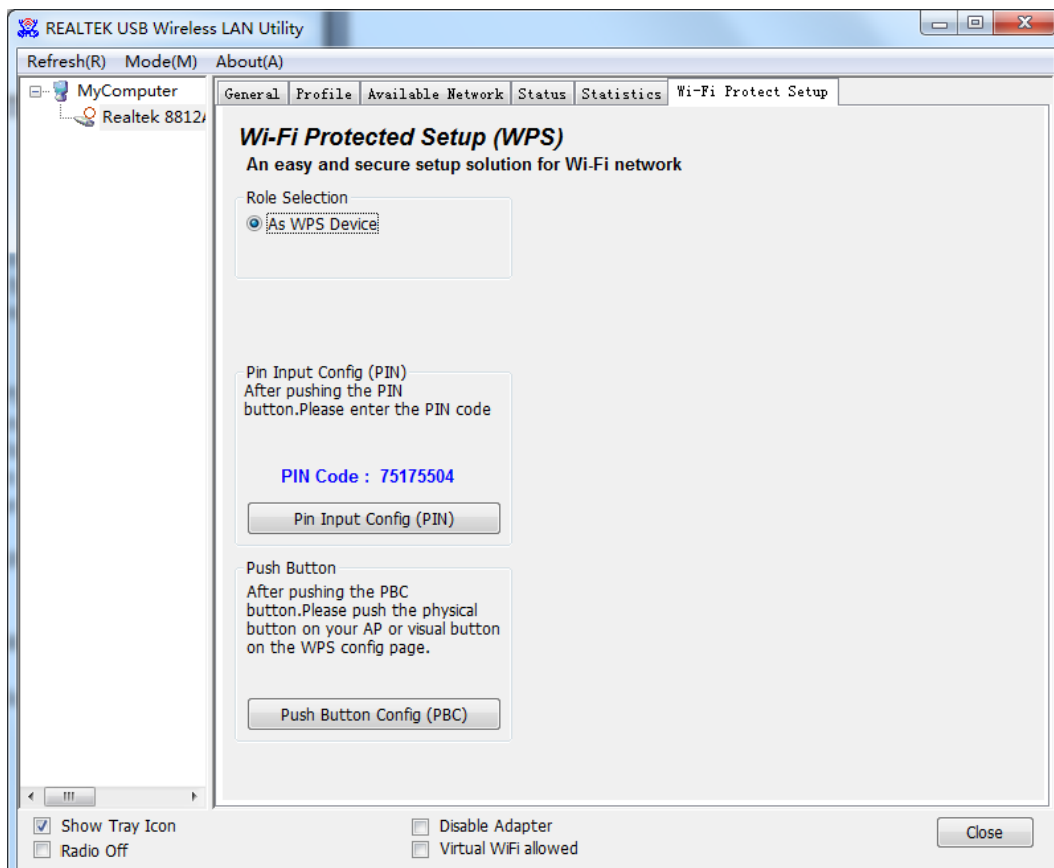 REALTEK USB Wireless LAN Utility
Refresh(R) Mode(M) About(A)
MyComputer
Realtek 8812A
General Profile Available Network Status Statistics Wi-Fi Protect Setup
Wi-Fi Protected Setup (WPS)
An easy and secure setup solution for Wi-Fi network
Role Selection
As WPS Device
Pin Input Config (PIN)
After pushing the PIN
button.Please enter the PIN code
PIN Code : 75175504
Pin Input Config (PIN)
Push Button
After pushing the PBC
button.Please push the physical
button on your AP or visual button
on the WPS config page.
Push Button Config (PBC)
Show Tray Icon
Radio Off
Disable Adapter
Virtual WiFi allowed
Close